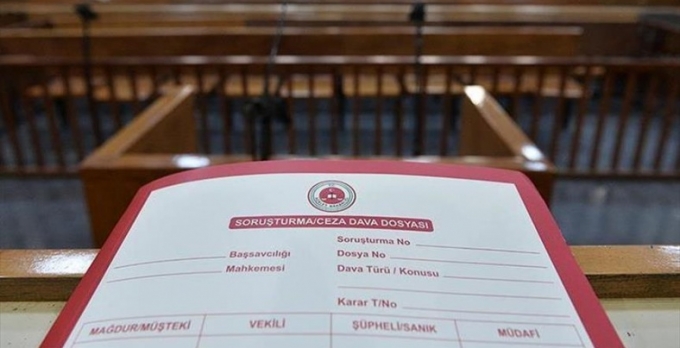 SORUŞTURMA/CEZA DAVA DOSYASI
Başsavcılığı
Mahkemesi
Soruşturma No
Dosya No
Dava Türü / Konusu
Karar T/No
MAĞDUR/MÜŞTEKİ VEKİLİ ŞÜPHELİ/SANIK MÜDAFİ